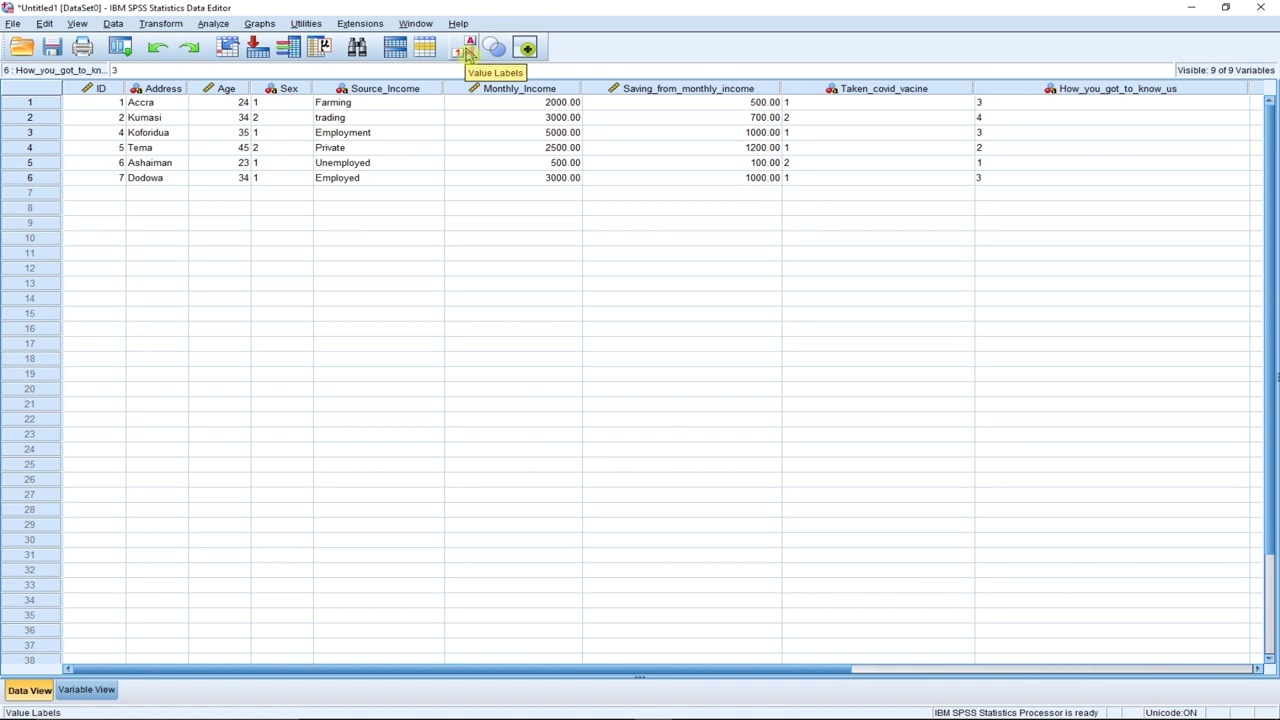 *Untitled1 [DataSet0] - IBM SPSS Statistics Data Editor
File Edit View Data Transform Analyze Graphs Utilities Extensions Window Help
6 : How_you_got_to_kn... 3 Visible: 9 of 9 Variables
Value Labels
ID Address Age Sex Source_Income Monthly_Income Saving_from_monthly_income Taken_covid_vacine How_you_got_to_know_us
1 1 Accra 24 1 Farming 2000.00 500.00 1 3
2 2 Kumasi 34 2 trading 3000.00 700.00 2 4
3 4 Koforidua 35 1 Employment 5000.00 1000.00 1 3
4 5 Tema 45 2 Private 2500.00 1200.00 1 2
5 6 Ashaiman 23 1 Unemployed 500.00 100.00 2 1
6 7 Dodowa 34 1 Employed 3000.00 1000.00 1 3
7
8
9
10
11
12
13
14
15
16
17
18
19
20
21
22
23
24
25
26
27
28
29
30
31
32
33
34
35
36
37
38
Data View Variable View
Value Labels IBM SPSS Statistics Processor is ready Unicode:ON